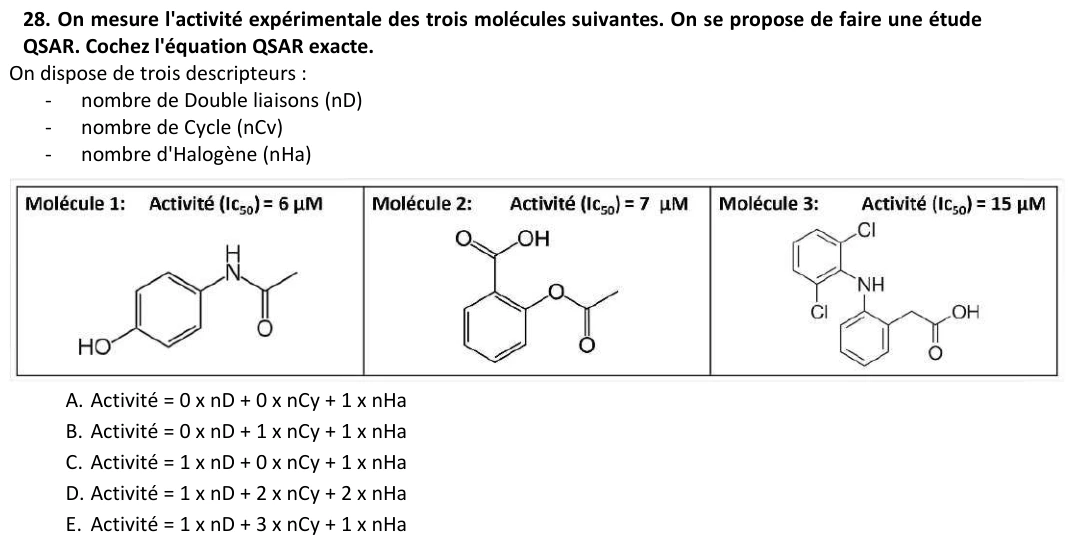 28. On mesure l'activité expérimentale des trois molécules suivantes. On se propose de faire une étude
QSAR. Cochez l'équation QSAR exacte.
On dispose de trois descripteurs :
- nombre de Double liaisons (nD)
- nombre de Cycle (nCv)
- nombre d'Halogène (nHa)
Molécule 1: Activité (Ic50) = 6 µM
Molécule 2: Activité (Ic50) = 7 µM
Molécule 3: Activité (Ic50) = 15 µM
H
N
O
HO
O
OH
O
O
Cl
NH
Cl
OH
O
A. Activité = 0 x nD + 0 x nCy + 1 x nHa
B. Activité = 0 x nD + 1 x nCy + 1 x nHa
C. Activité = 1 x nD + 0 x nCy + 1 x nHa
D. Activité = 1 x nD + 2 x nCy + 2 x nHa
E. Activité = 1 x nD + 3 x nCy + 1 x nHa